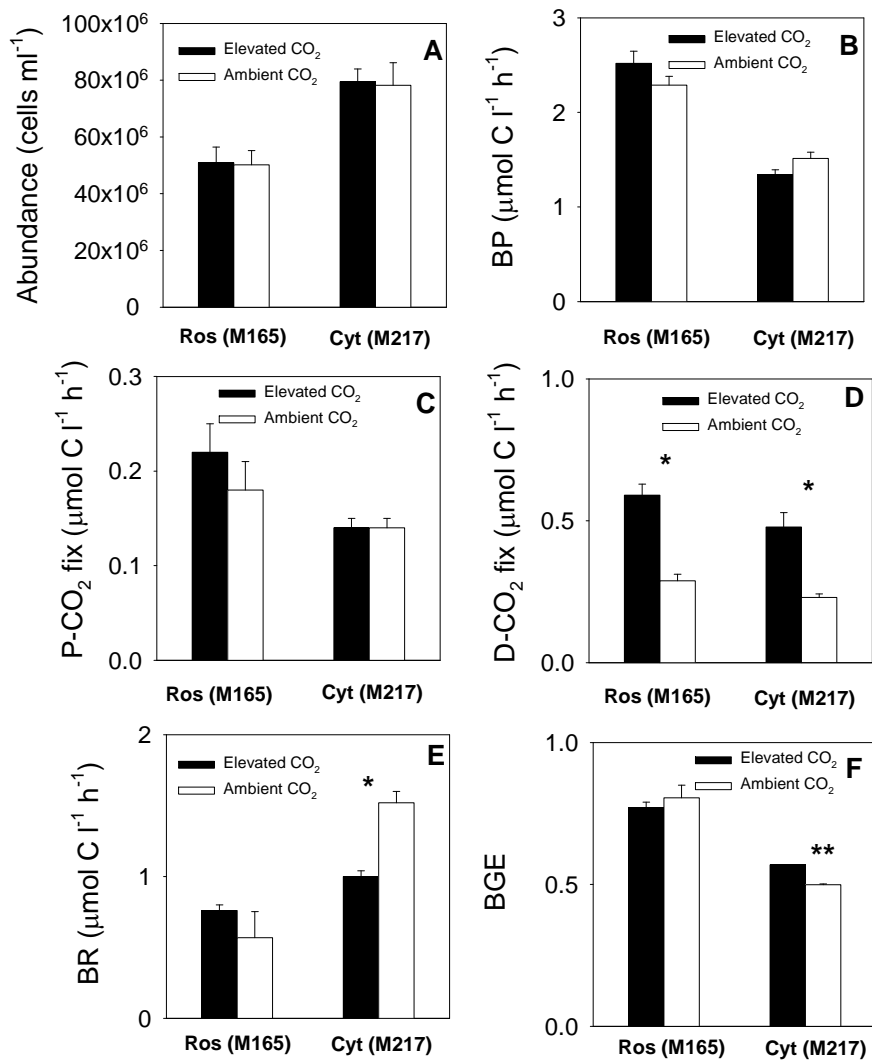 100x10⁶
80x10⁶
60x10⁶
40x10⁶
20x10⁶
0
Abundance (cells ml⁻¹)
Elevated CO₂
Ambient CO₂
A
Ros (M165) Cyt (M217)
3
2
1
0
BP (μmol C l⁻¹ h⁻¹)
Elevated CO₂
Ambient CO₂
B
Ros (M165) Cyt (M217)
0.3
0.2
0.1
0.0
P-CO₂ fix (μmol C l⁻¹ h⁻¹)
Elevated CO₂
Ambient CO₂
C
Ros (M165) Cyt (M217)
1.0
0.5
0.0
D-CO₂ fix (μmol C l⁻¹ h⁻¹)
Elevated CO₂
Ambient CO₂
D
* *
Ros (M165) Cyt (M217)
2
1
0
BR (μmol C l⁻¹ h⁻¹)
Elevated CO₂
Ambient CO₂
E
*
Ros (M165) Cyt (M217)
1.0
0.5
0.0
BGE
Elevated CO₂
Ambient CO₂
F
**
Ros (M165) Cyt (M217)